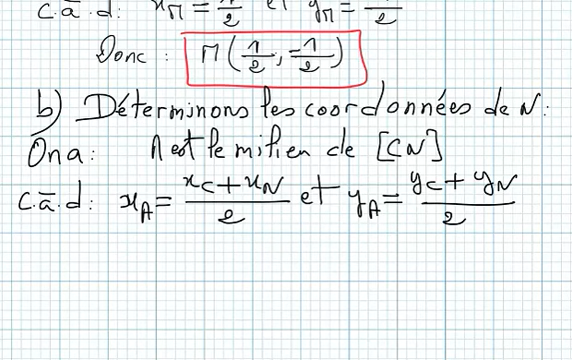 c.ā.d: x_M = 1/2 et y_M = -1/2
Donc : M(1/2 ; -1/2)
b) Déterminons les coordonnées de N:
On a: A est le milieu de [CN]
c.ā.d: x_A = (x_C + x_N)/2 et y_A = (y_C + y_N)/2